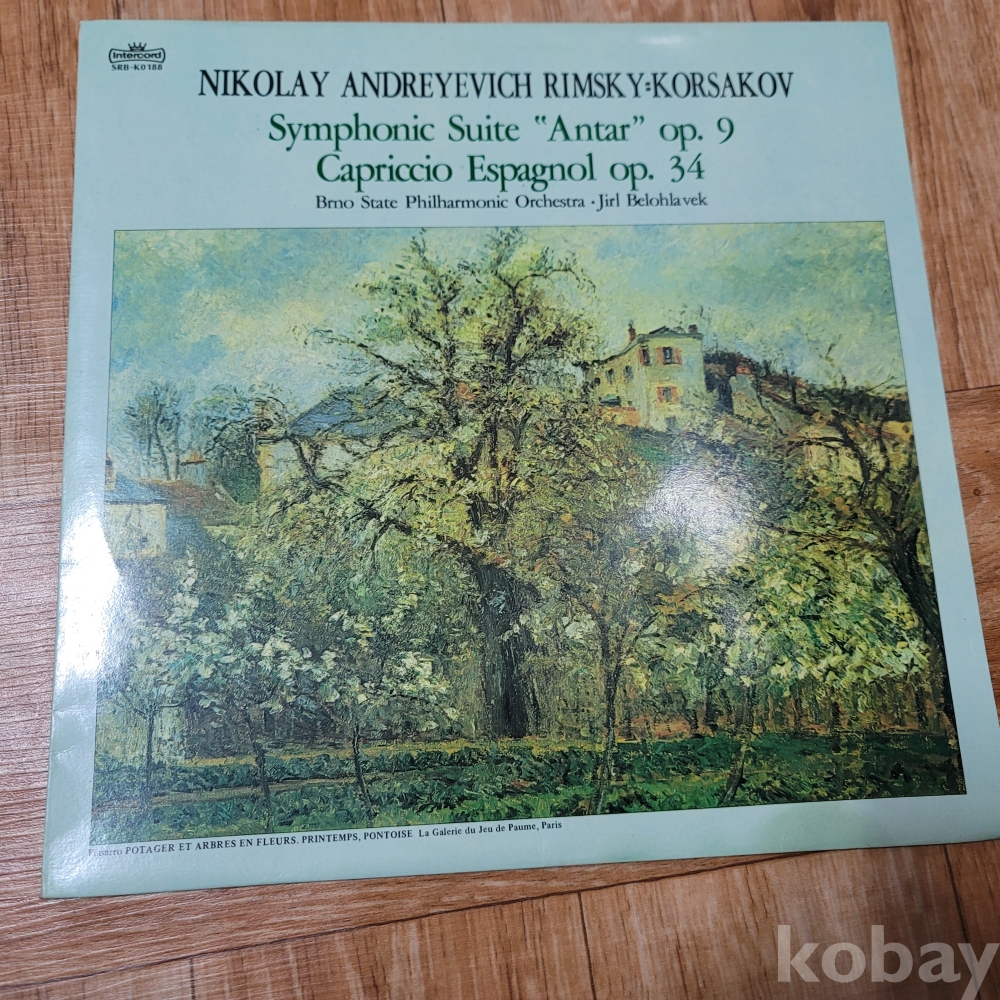 Intercord
SRB-K0188
NIKOLAY ANDREYEVICH RIMSKY-KORSAKOV
Symphonic Suite "Antar" op. 9
Capriccio Espagnol op. 34
Brno State Philharmonic Orchestra · Jirl Belohlavek
Pissarro POTAGER ET ARBRES EN FLEURS. PRINTEMPS, PONTOISE La Galerie du Jeu de Paume, Paris
kobay